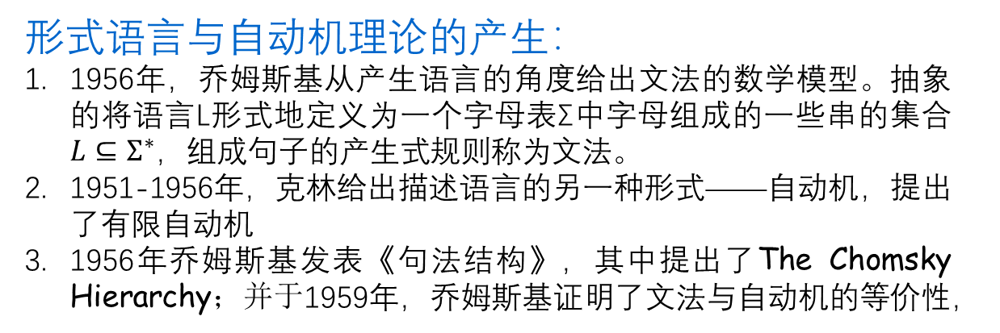 形式语言与自动机理论的产生：
1. 1956年，乔姆斯基从产生语言的角度给出文法的数学模型。抽象
的将语言L形式地定义为一个字母表Σ中字母组成的一些串的集合
L ⊆ Σ*，组成句子的产生式规则称为文法。
2. 1951-1956年，克林给出描述语言的另一种形式——自动机，提出
了有限自动机
3. 1956年乔姆斯基发表《句法结构》，其中提出了The Chomsky
Hierarchy；并于1959年，乔姆斯基证明了文法与自动机的等价性，